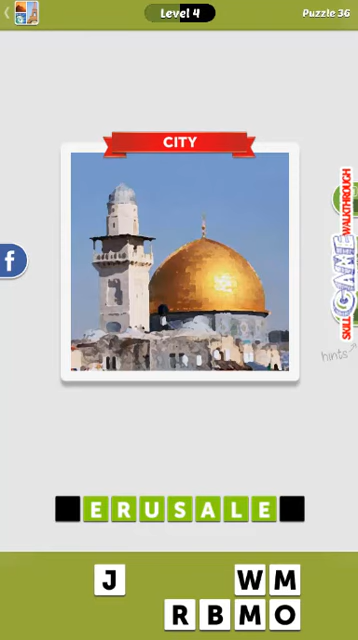 Level 4
Puzzle 36
CITY
f
SKILL GAME WALKTHROUGH
hints
ERUSALE
J W M
R B M O